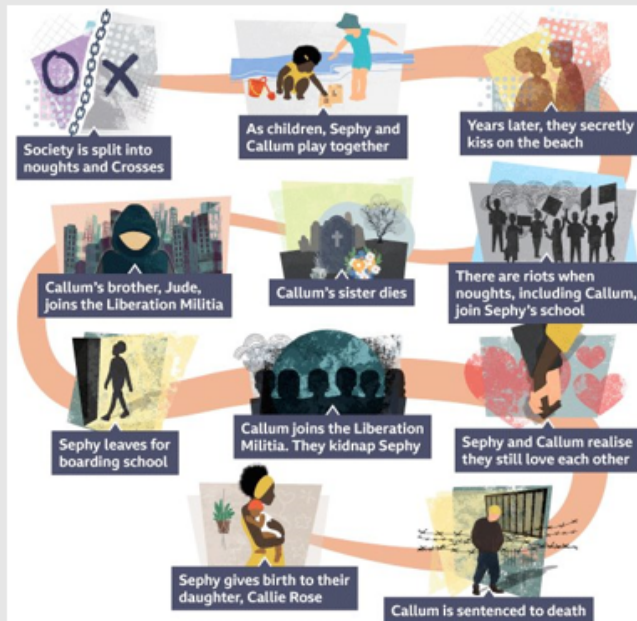 O X
Society is split into
noughts and Crosses
As children, Sephy and
Callum play together
Years later, they secretly
kiss on the beach
There are riots when
noughts, including Callum,
join Sephy's school
Callum's sister dies
Callum's brother, Jude,
joins the Liberation Militia
Sephy leaves for
boarding school
Callum joins the Liberation
Militia. They kidnap Sephy
Sephy and Callum realise
they still love each other
Callum is sentenced to death
Sephy gives birth to their
daughter, Callie Rose